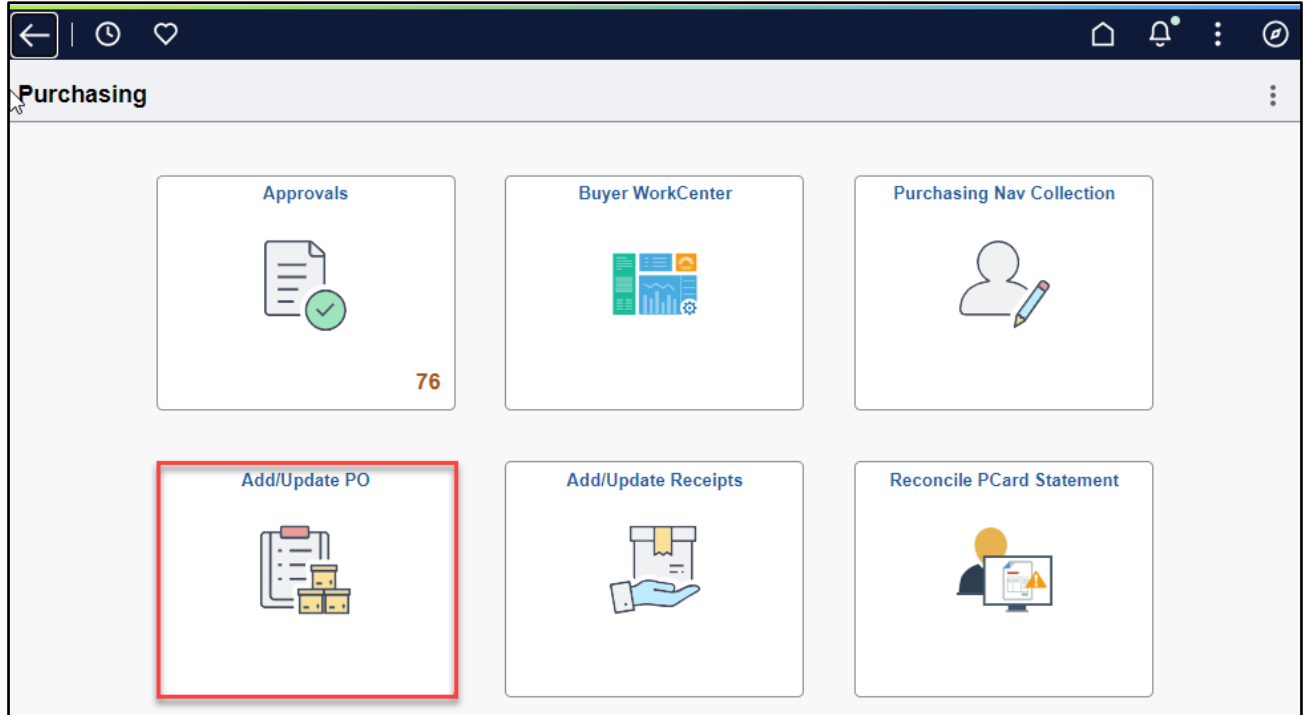 Purchasing
Approvals
Buyer WorkCenter
Purchasing Nav Collection
76
Add/Update PO
Add/Update Receipts
Reconcile PCard Statement